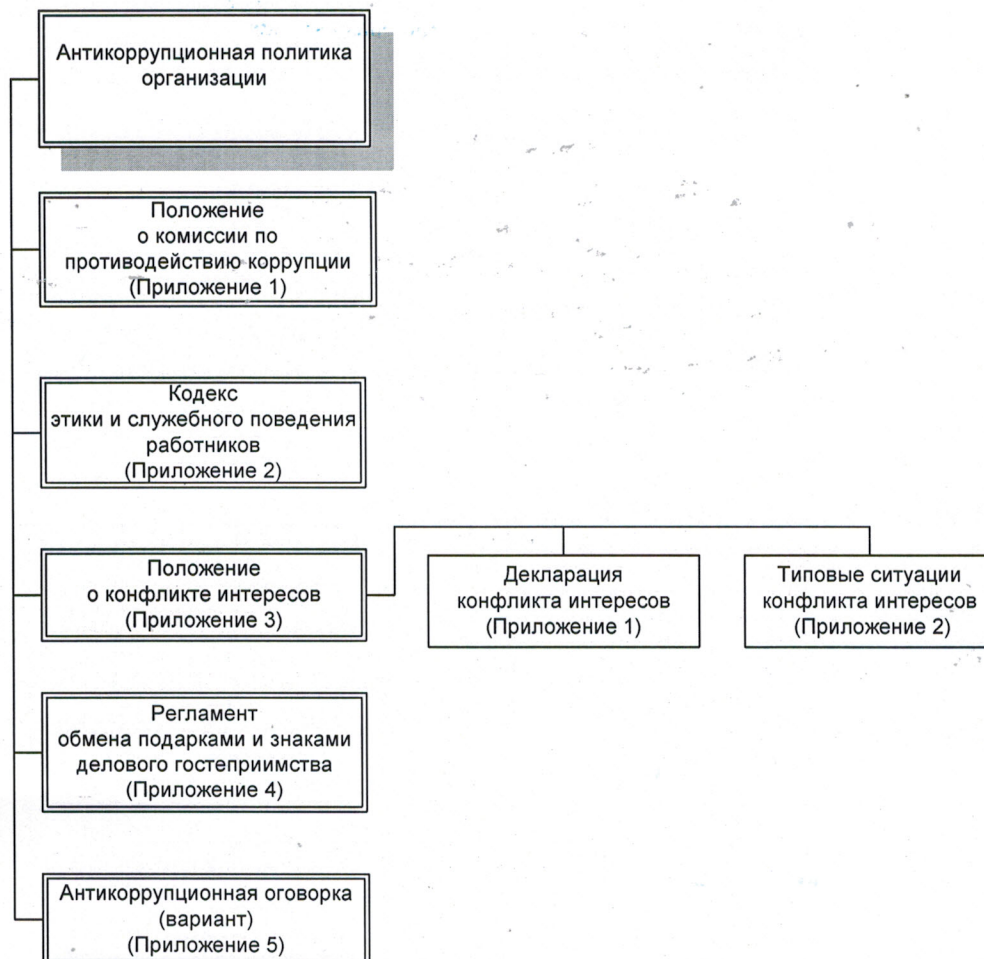 Антикоррупционная политика
организации
Положение
о комиссии по
противодействию коррупции
(Приложение 1)
Кодекс
этики и служебного поведения
работников
(Приложение 2)
Положение
о конфликте интересов
(Приложение 3)
Декларация
конфликта интересов
(Приложение 1)
Типовые ситуации
конфликта интересов
(Приложение 2)
Регламент
обмена подарками и знаками
делового гостеприимства
(Приложение 4)
Антикоррупционная оговорка
(вариант)
(Приложение 5)